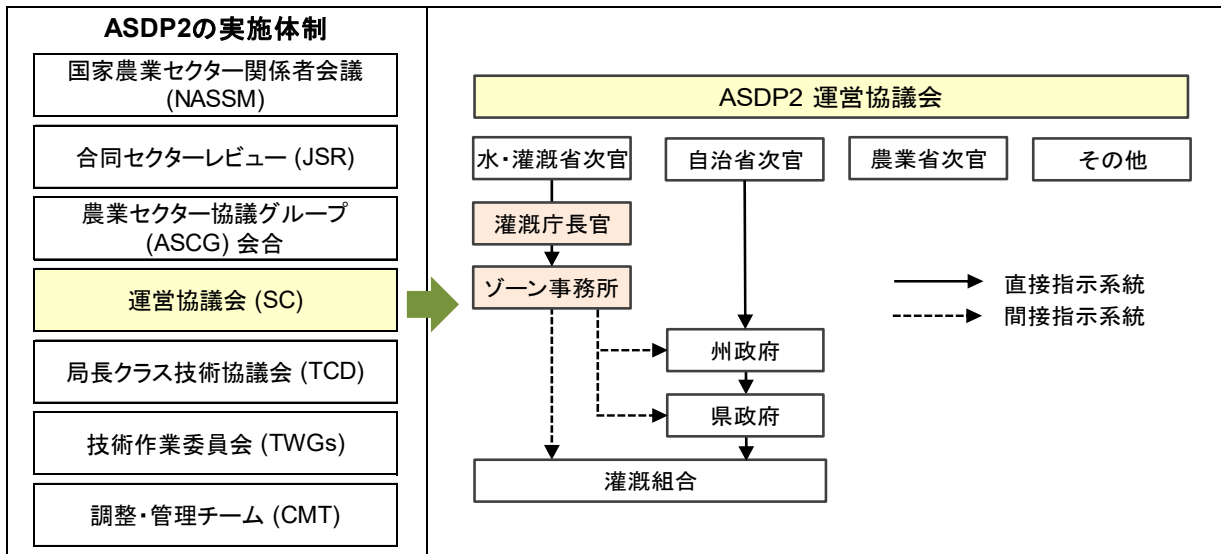 ASDP2の実施体制
国家農業セクター関係者会議
(NASSM)
合同セクターレビュー (JSR)
農業セクター協議グループ
(ASCG) 会合
運営協議会 (SC)
局長クラス技術協議会 (TCD)
技術作業委員会 (TWGs)
調整・管理チーム (CMT)
ASDP2 運営協議会
水・灌漑省次官
自治省次官
農業省次官
その他
灌漑庁長官
ゾーン事務所
直接指示系統
間接指示系統
州政府
県政府
灌漑組合